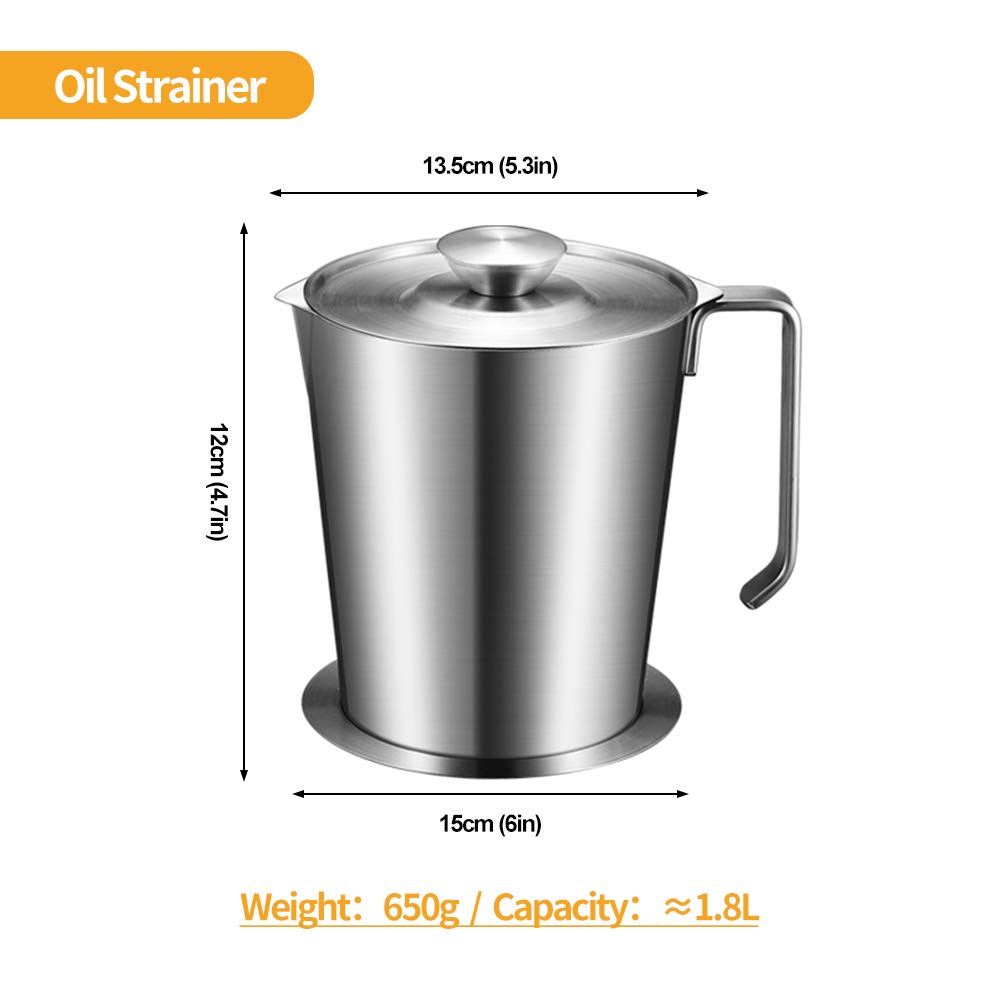 Oil Strainer
13.5cm (5.3in)
12cm (4.7in)
15cm (6in)
Weight：650g / Capacity：≈1.8L